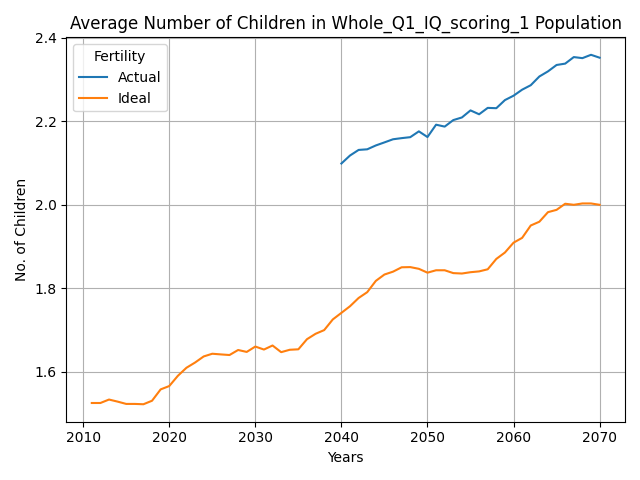 Average Number of Children in Whole_Q1_IQ_scoring_1 Population
Fertility
Actual
Ideal
No. of Children
2.4
2.2
2.0
1.8
1.6
2010 2020 2030 2040 2050 2060 2070
Years